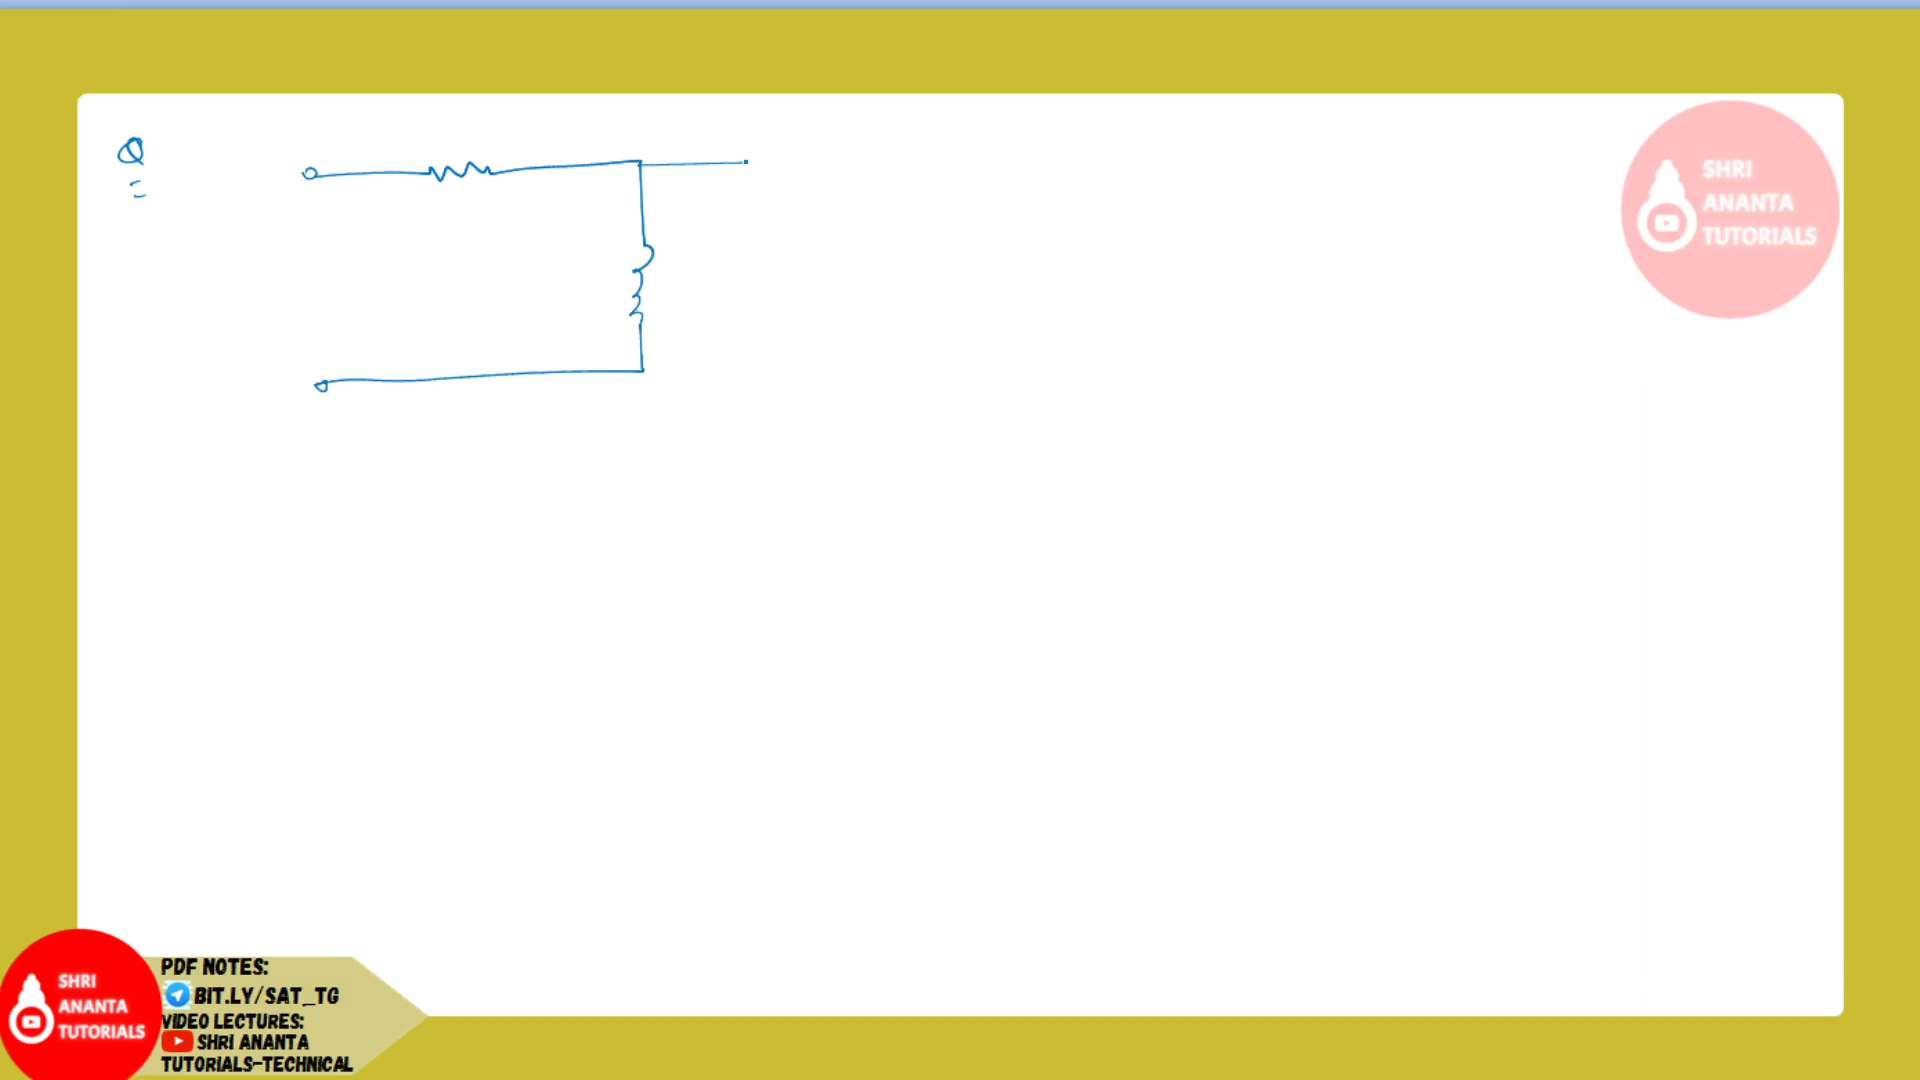 Q
SHRI
ANANTA
TUTORIALS
SHRI
ANANTA
TUTORIALS
PDF NOTES:
BIT.LY/SAT_TG
VIDEO LECTURES:
SHRI ANANTA
TUTORIALS-TECHNICAL